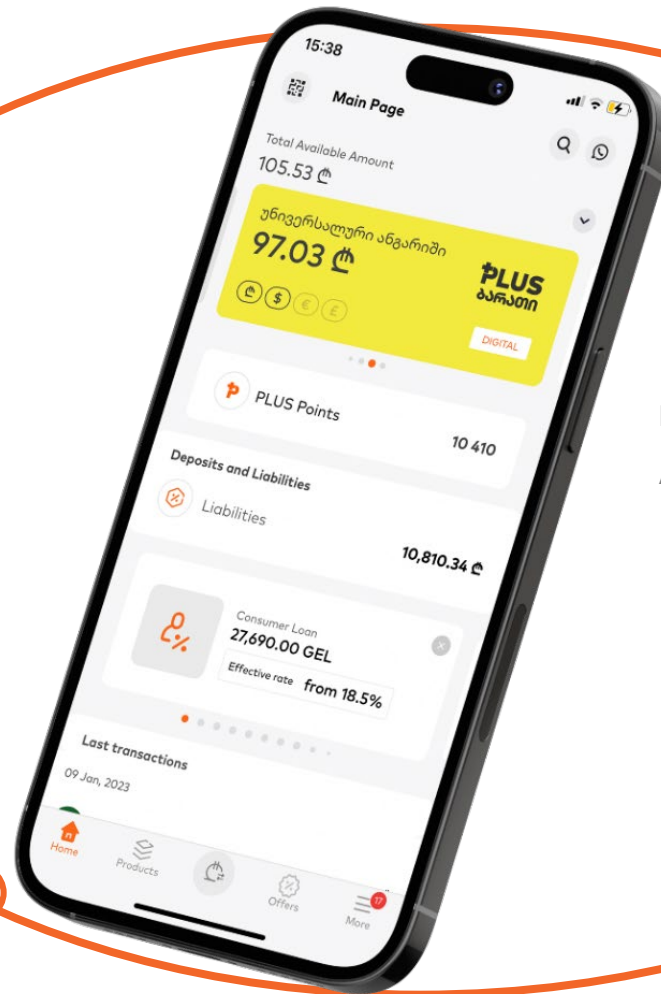 15:38
Main Page
Total Available Amount
105.53 ₾
უნივერსალური ანგარიში
97.03 ₾
PLUS
ბარათი
₾ $ € £
DIGITAL
PLUS Points
10 410
Deposits and Liabilities
Liabilities
10,810.34 ₾
Consumer Loan
27,690.00 GEL
Effective rate from 18.5%
Last transactions
09 Jan, 2023
Home
Products
Offers
17
More